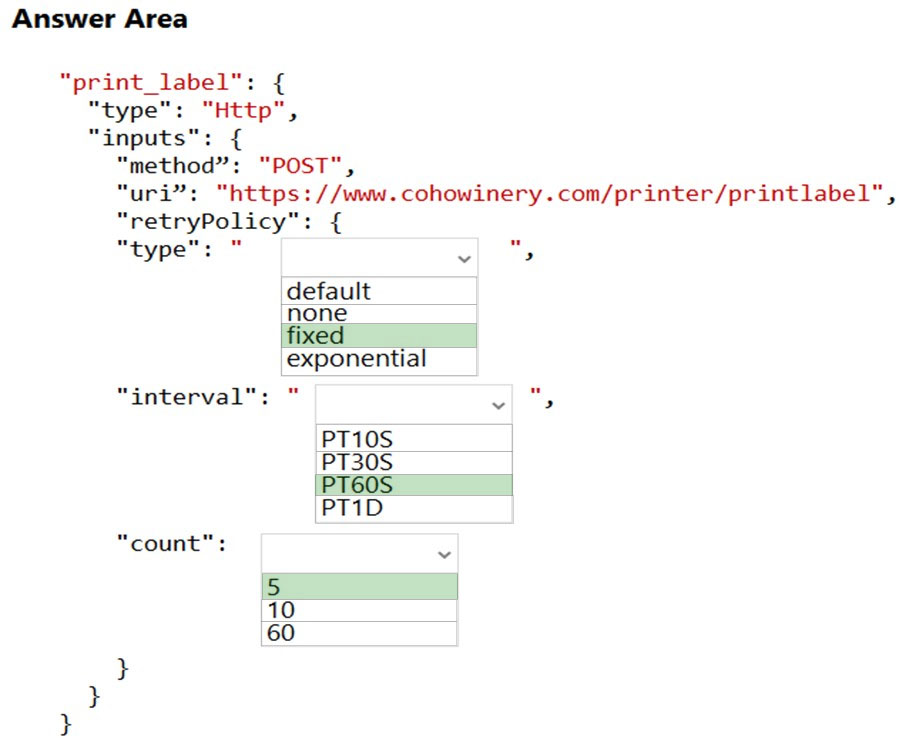 Answer Area
"print_label": {
"type": "Http",
"inputs": {
"method”: "POST",
"uri”: "https://www.cohowinery.com/printer/printlabel",
"retryPolicy": {
"type": " ",
default
none
fixed
exponential
"interval": " ",
PT10S
PT30S
PT60S
PT1D
"count":
5
10
60
}
}
}